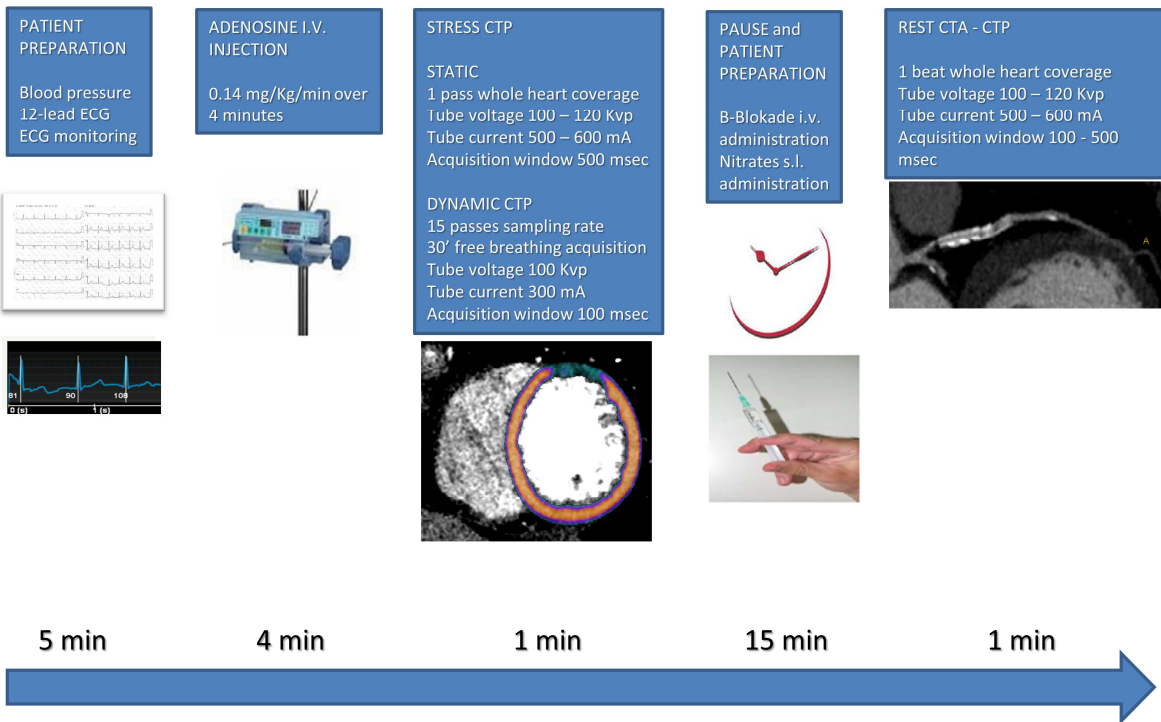 PATIENT
PREPARATION
Blood pressure
12-lead ECG
ECG monitoring
ADENOSINE I.V.
INJECTION
0.14 mg/Kg/min over
4 minutes
STRESS CTP
STATIC
1 pass whole heart coverage
Tube voltage 100 – 120 Kvp
Tube current 500 – 600 mA
Acquisition window 500 msec
DYNAMIC CTP
15 passes sampling rate
30’ free breathing acquisition
Tube voltage 100 Kvp
Tube current 300 mA
Acquisition window 100 msec
PAUSE and
PATIENT
PREPARATION
B-Blokade i.v.
administration
Nitrates s.l.
administration
REST CTA - CTP
1 beat whole heart coverage
Tube voltage 100 – 120 Kvp
Tube current 500 – 600 mA
Acquisition window 100 - 500
msec
A
81 90 108
0 (s) 1 (s)
5 min 4 min 1 min 15 min 1 min